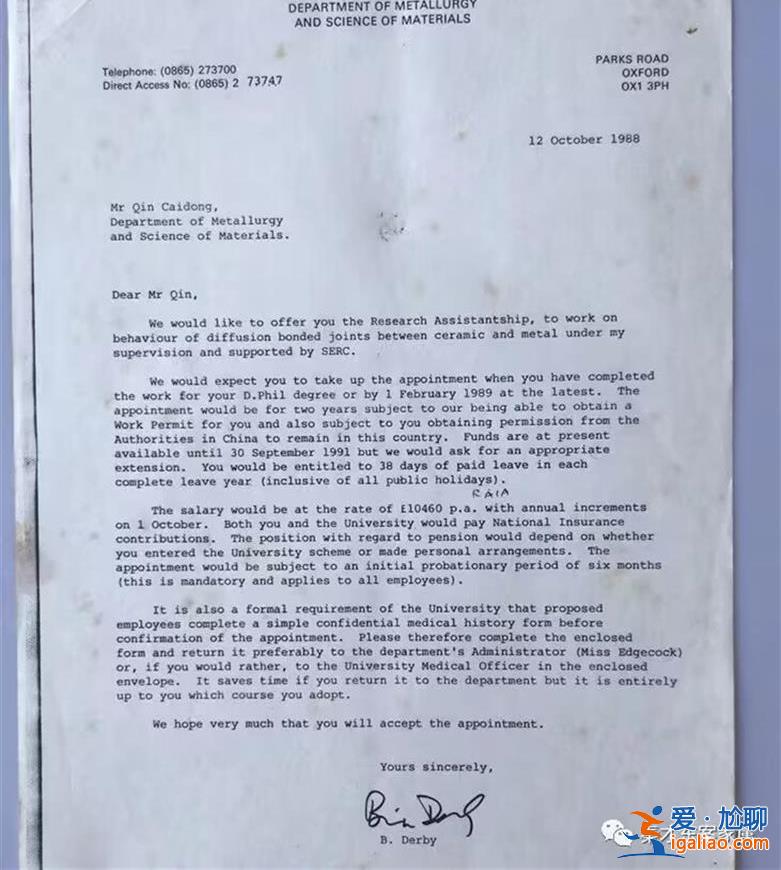 DEPARTMENT OF METALLURGY
AND SCIENCE OF MATERIALS
Telephone: (0865) 273700
Direct Access No: (0865) 2 73747
PARKS ROAD
OXFORD
OX1 3PH
12 October 1988
Mr Qin Caidong,
Department of Metallurgy
and Science of Materials.
Dear Mr Qin,
We would like to offer you the Research Assistantship, to work on
behaviour of diffusion bonded joints between ceramic and metal under my
supervision and supported by SERC.
We would expect you to take up the appointment when you have completed
the work for your D.Phil degree or by 1 February 1989 at the latest. The
appointment would be for two years subject to our being able to obtain a
Work Permit for you and also subject to you obtaining permission from the
Authorities in China to remain in this country. Funds are at present
available until 30 September 1991 but we would ask for an appropriate
extension. You would be entitled to 38 days of paid leave in each
complete leave year (inclusive of all public holidays).
RAIA
The salary would be at the rate of £10460 p.a. with annual increments
on 1 October. Both you and the University would pay National Insurance
contributions. The position with regard to pension would depend on whether
you entered the University scheme or made personal arrangements. The
appointment would be subject to an initial probationary period of six months
(this is mandatory and applies to all employees).
It is also a formal requirement of the University that proposed
employees complete a simple confidential medical history form before
confirmation of the appointment. Please therefore complete the enclosed
form and return it preferably to the department's Administrator (Miss Edgecock)
or, if you would rather, to the University Medical Officer in the enclosed
envelope. It saves time if you return it to the department but it is entirely
up to you which course you adopt.
We hope very much that you will accept the appointment.
Yours sincerely,
Brian Derby
B. Derby
爱·尬聊
igaliao.com